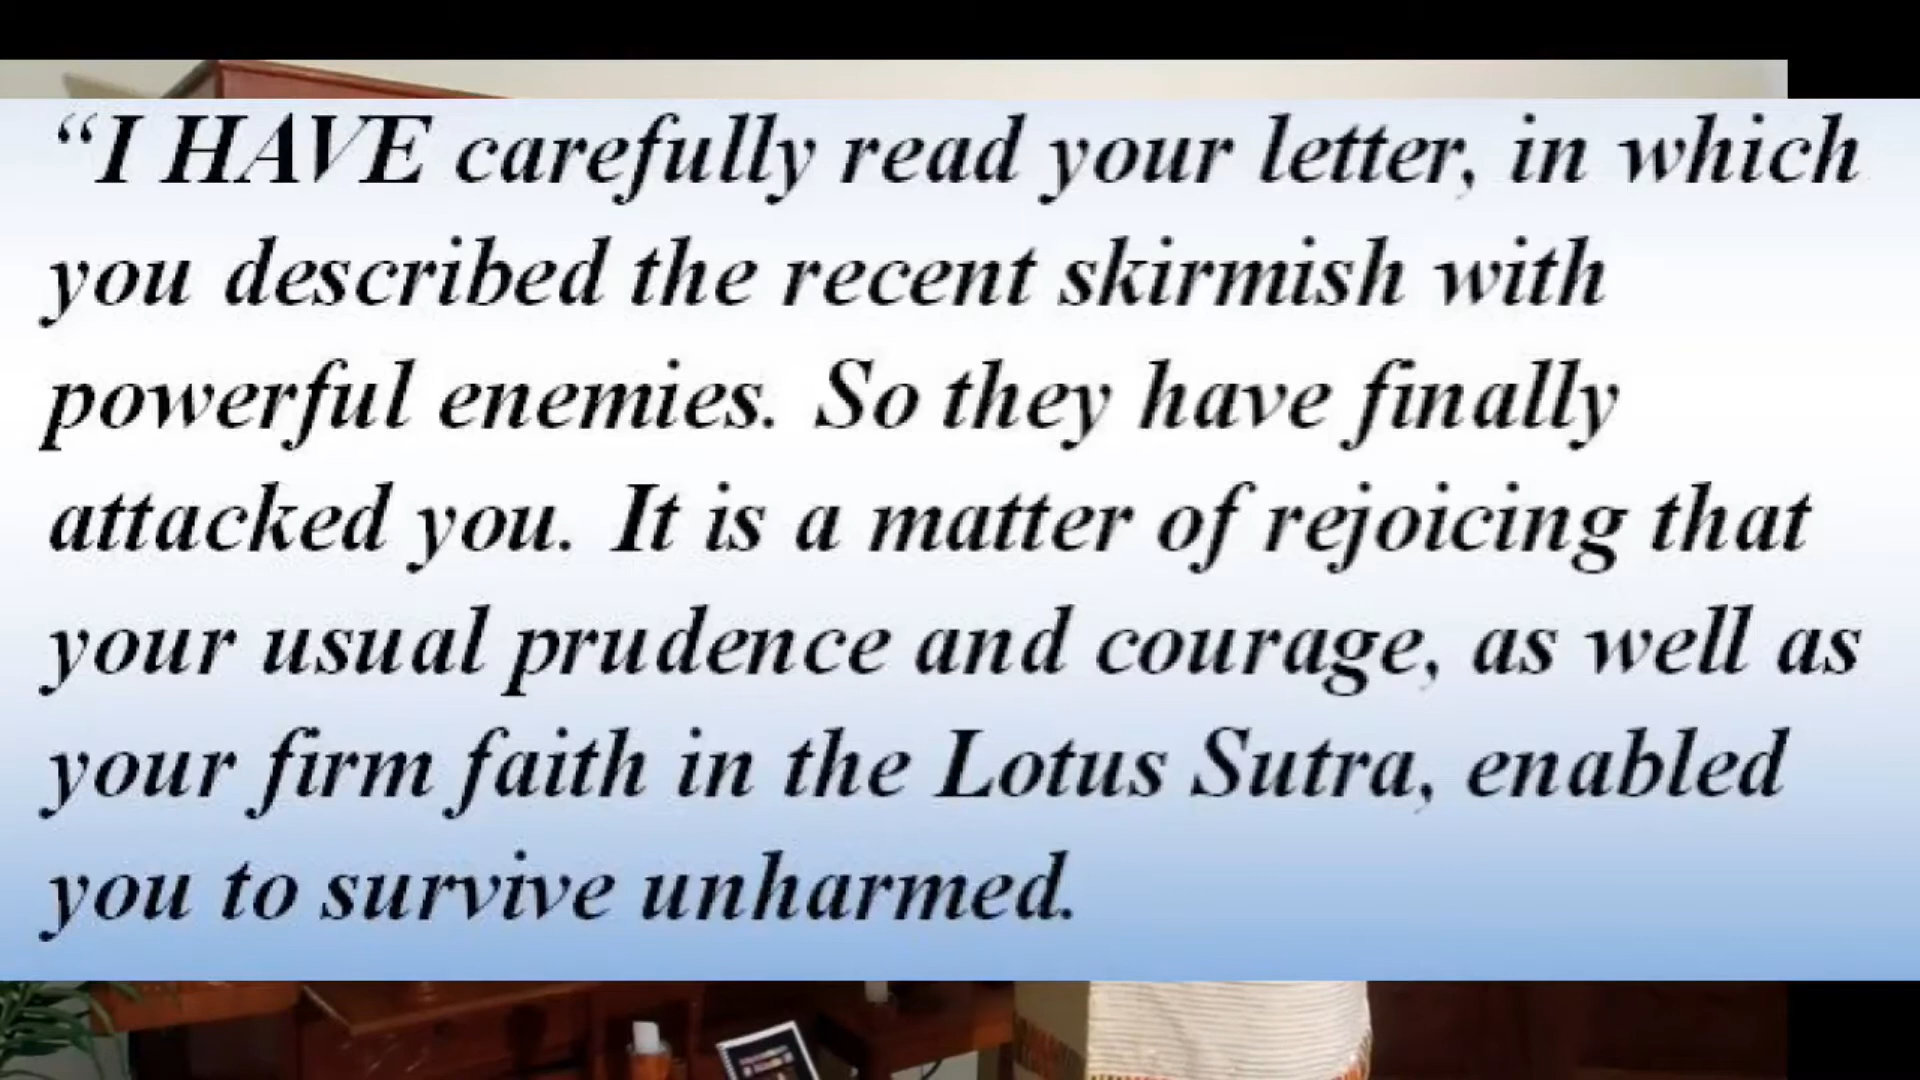 “I HAVE carefully read your letter, in which
you described the recent skirmish with
powerful enemies. So they have finally
attacked you. It is a matter of rejoicing that
your usual prudence and courage, as well as
your firm faith in the Lotus Sutra, enabled
you to survive unharmed.